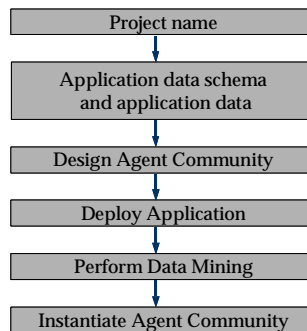 Project name
Application data schema
and application data
Design Agent Community
Deploy Application
Perform Data Mining
Instantiate Agent Community